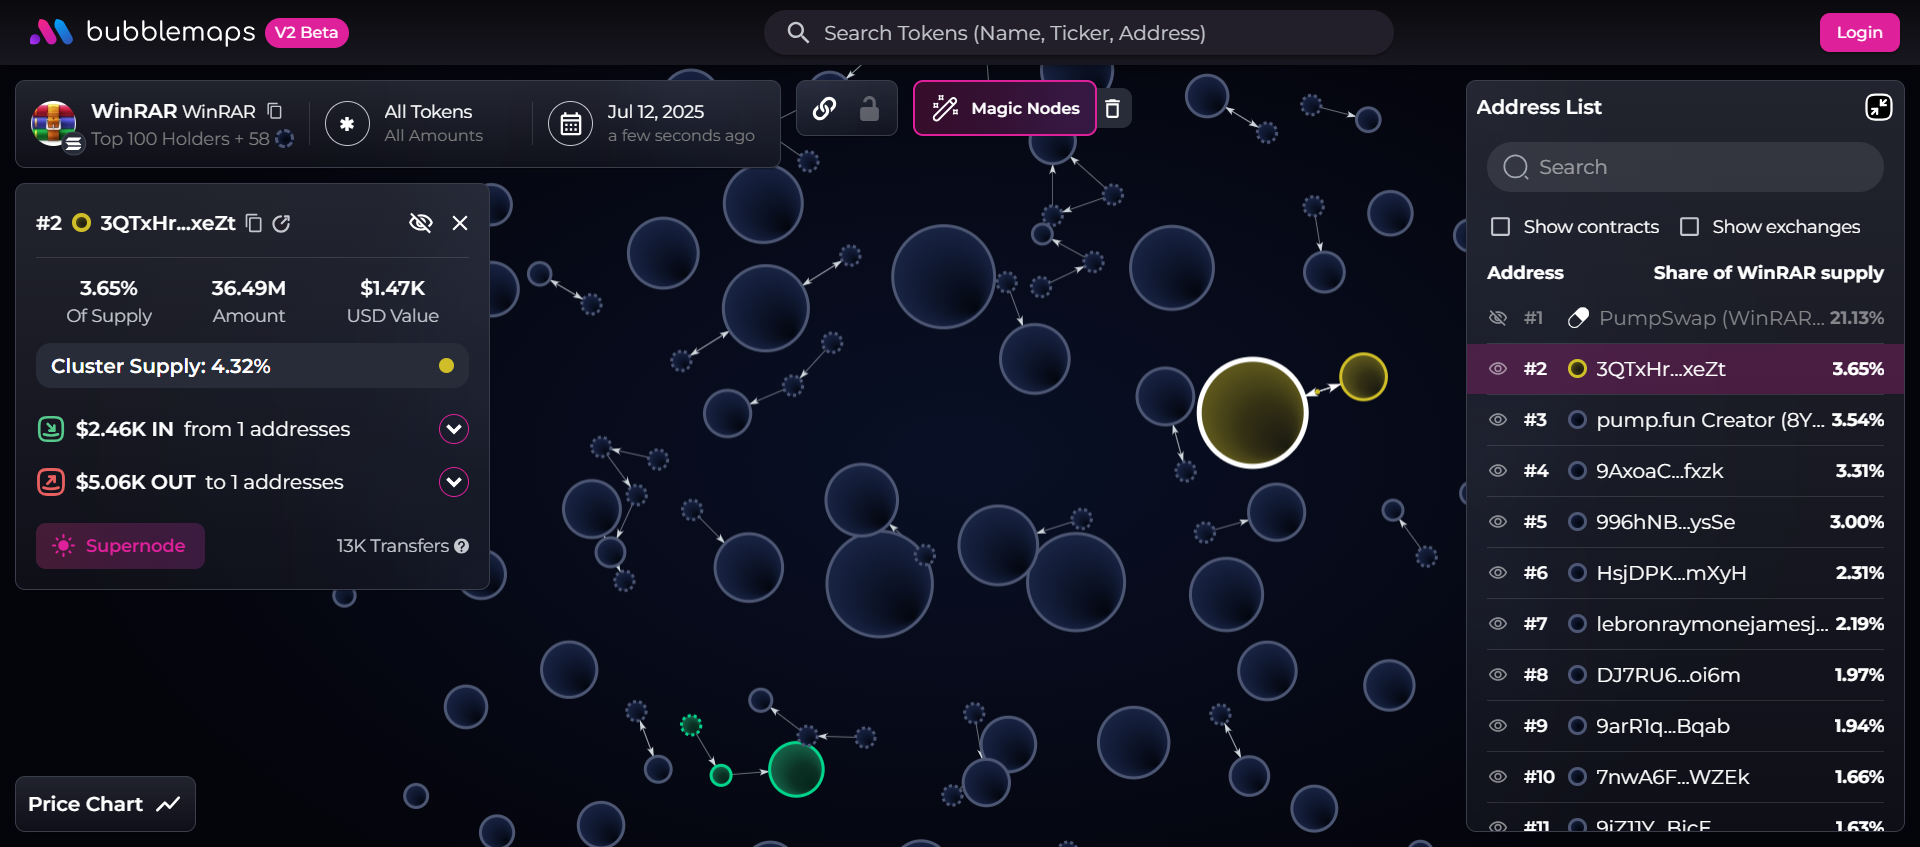 bubblemaps V2 Beta
Search Tokens (Name, Ticker, Address)
Login
WinRAR WinRAR
Top 100 Holders + 58
All Tokens
All Amounts
Jul 12, 2025
a few seconds ago
Magic Nodes
#2 3QTxHr...xeZt
3.65% 36.49M $1.47K
Of Supply Amount USD Value
Cluster Supply: 4.32%
$2.46K IN from 1 addresses
$5.06K OUT to 1 addresses
Supernode 13K Transfers ?
Price Chart
Address List
Search
Show contracts Show exchanges
Address Share of WinRAR supply
#1 PumpSwap (WinRAR... 21.13%
#2 3QTxHr...xeZt 3.65%
#3 pump.fun Creator (8Y... 3.54%
#4 9AxoaC...fxzk 3.31%
#5 996hNB...ysSe 3.00%
#6 HsjDPK...mXyH 2.31%
#7 lebronraymonejamesj... 2.19%
#8 DJ7RU6...oi6m 1.97%
#9 9arR1q...Bqab 1.94%
#10 7nwA6F...WZEk 1.66%
#11 1.63%